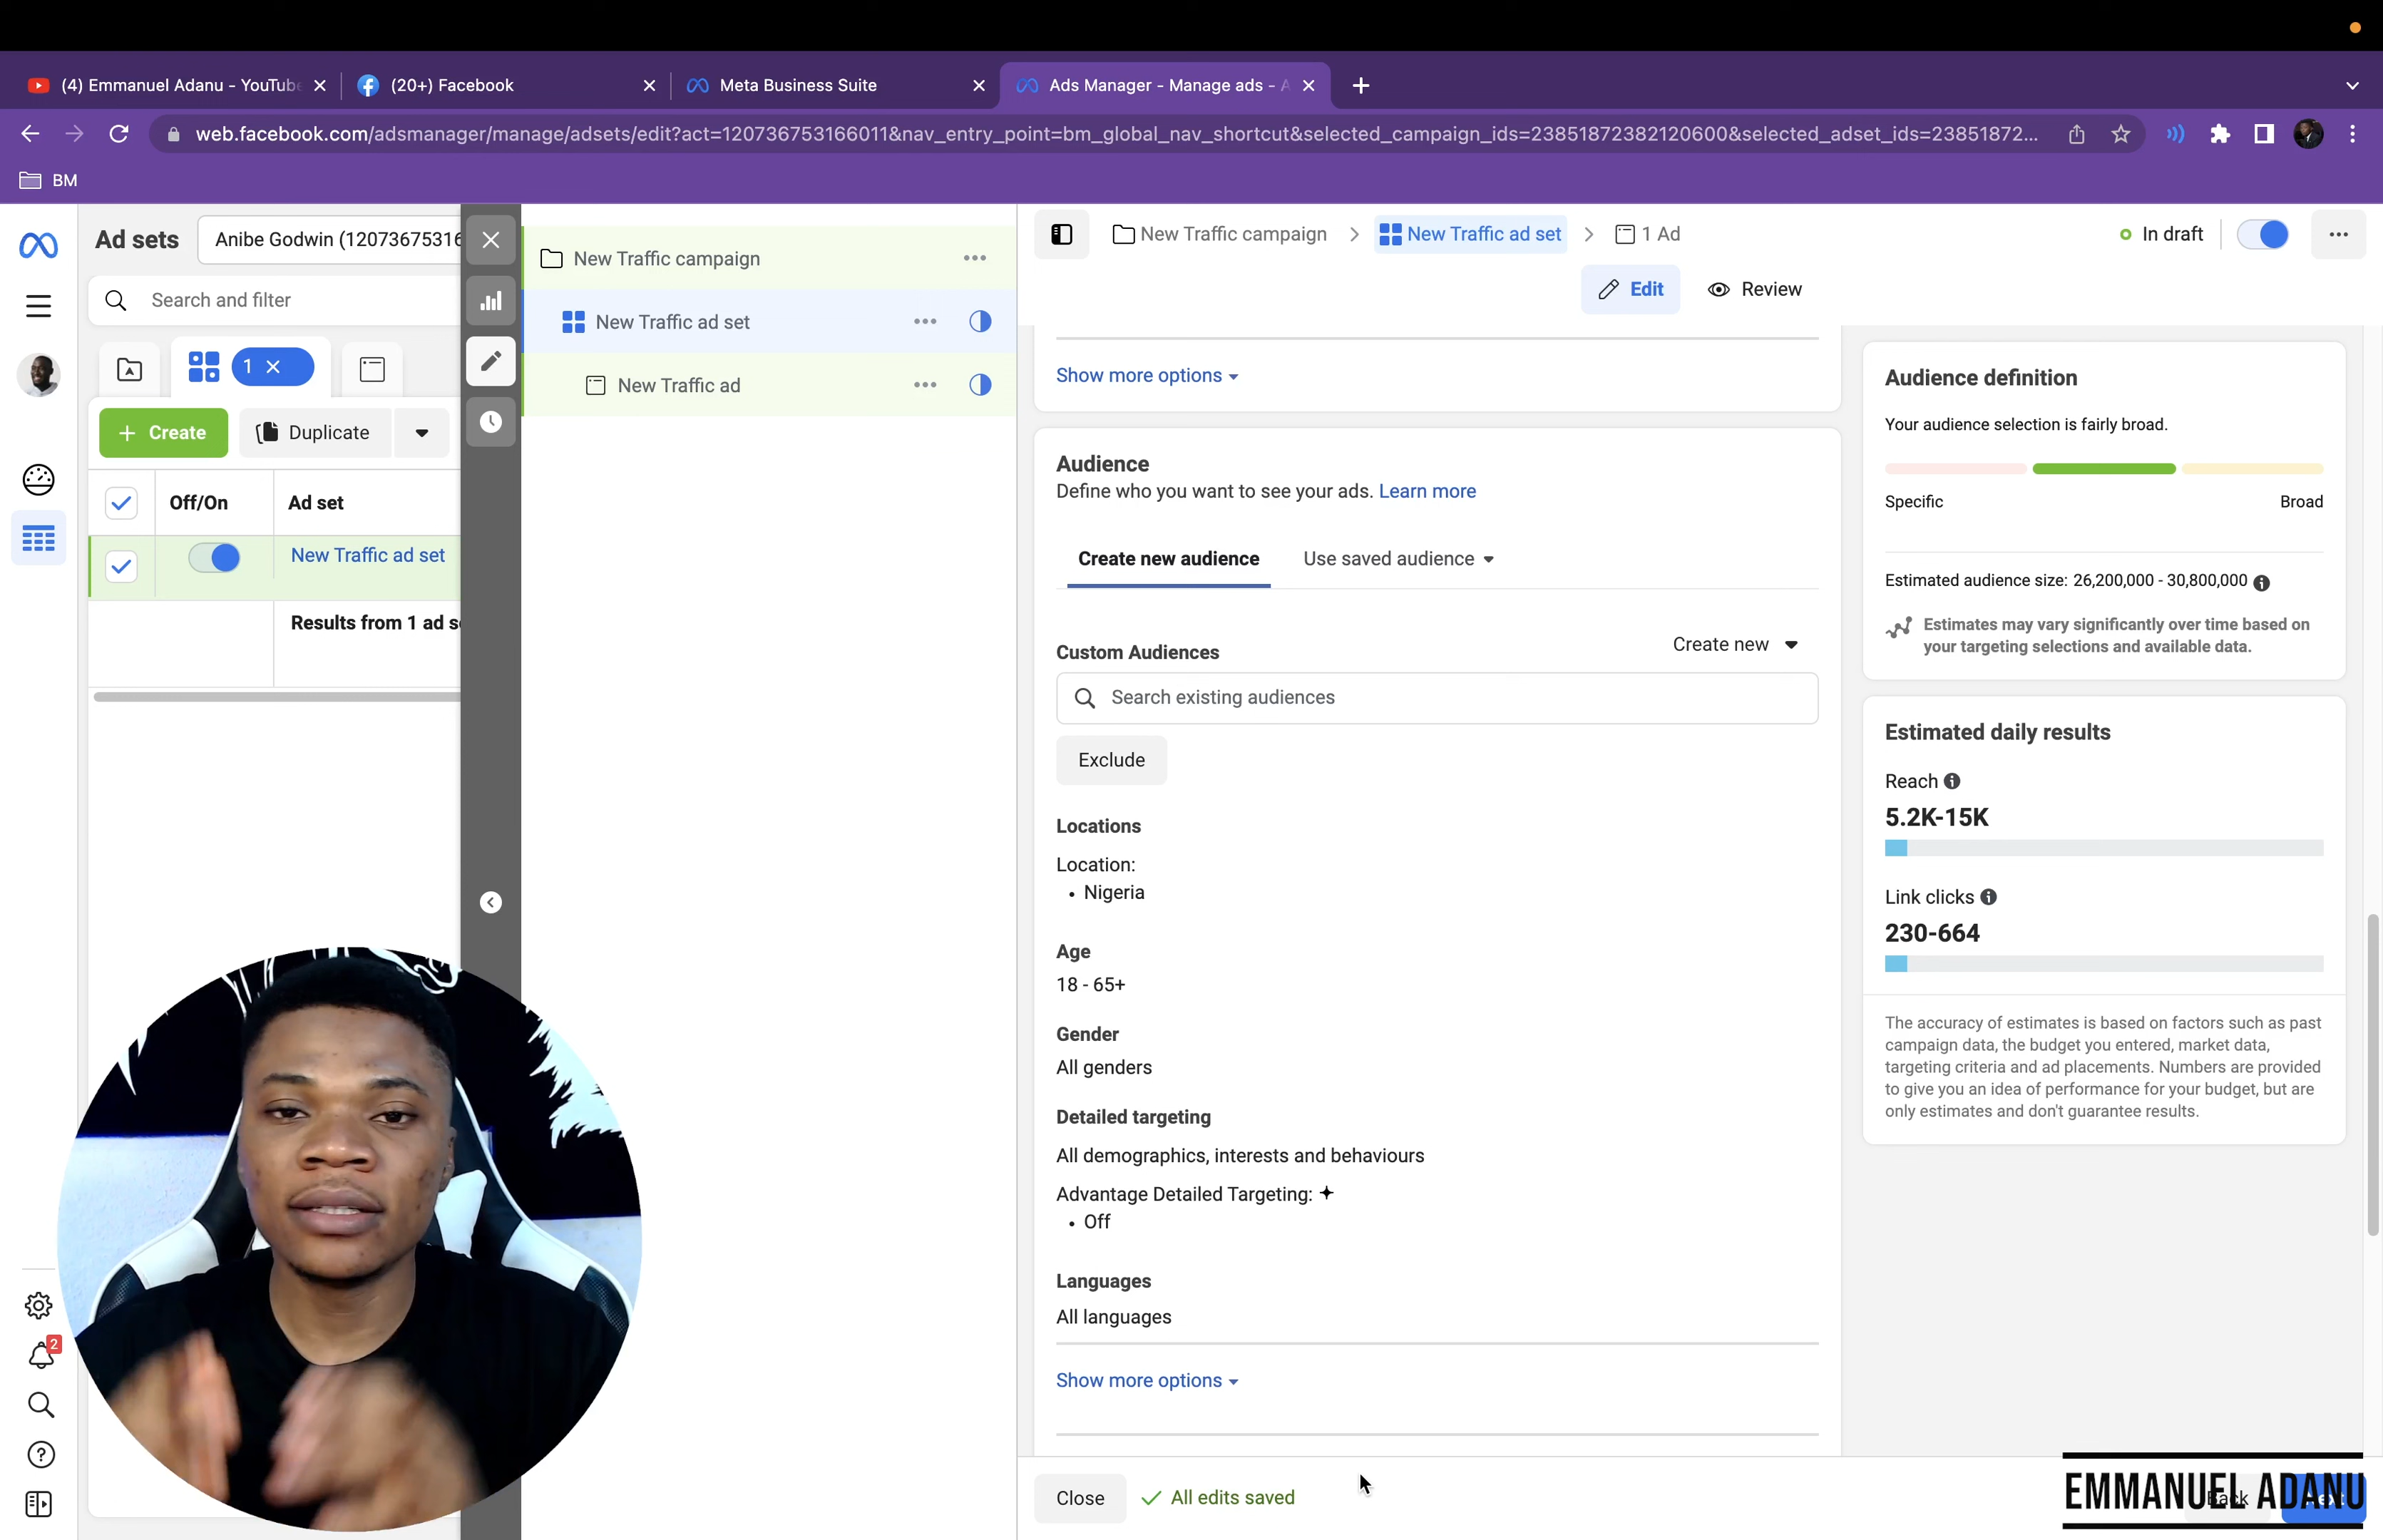 (4) Emmanuel Adanu - YouTube
(20+) Facebook
Meta Business Suite
Ads Manager - Manage ads - A
web.facebook.com/adsmanager/manage/adsets/edit?act=120736753166011&nav_entry_point=bm_global_nav_shortcut&selected_campaign_ids=23851872382120600&selected_adset_ids=23851872...
BM
Ad sets
Anibe Godwin (12073675316
Search and filter
1
Create
Duplicate
Off/On
Ad set
New Traffic ad set
Results from 1 ad se
2
New Traffic campaign
New Traffic ad set
New Traffic ad
New Traffic campaign
New Traffic ad set
1 Ad
In draft
Edit
Review
Show more options
Audience
Define who you want to see your ads. Learn more
Create new audience
Use saved audience
Custom Audiences
Create new
Search existing audiences
Exclude
Locations
Location:
• Nigeria
Age
18 - 65+
Gender
All genders
Detailed targeting
All demographics, interests and behaviours
Advantage Detailed Targeting:
• Off
Languages
All languages
Show more options
Close
All edits saved
Audience definition
Your audience selection is fairly broad.
Specific
Broad
Estimated audience size: 26,200,000 - 30,800,000
Estimates may vary significantly over time based on
your targeting selections and available data.
Estimated daily results
Reach
5.2K-15K
Link clicks
230-664
The accuracy of estimates is based on factors such as past
campaign data, the budget you entered, market data,
targeting criteria and ad placements. Numbers are provided
to give you an idea of performance for your budget, but are
only estimates and don't guarantee results.
Back
EMMANUEL ADANU